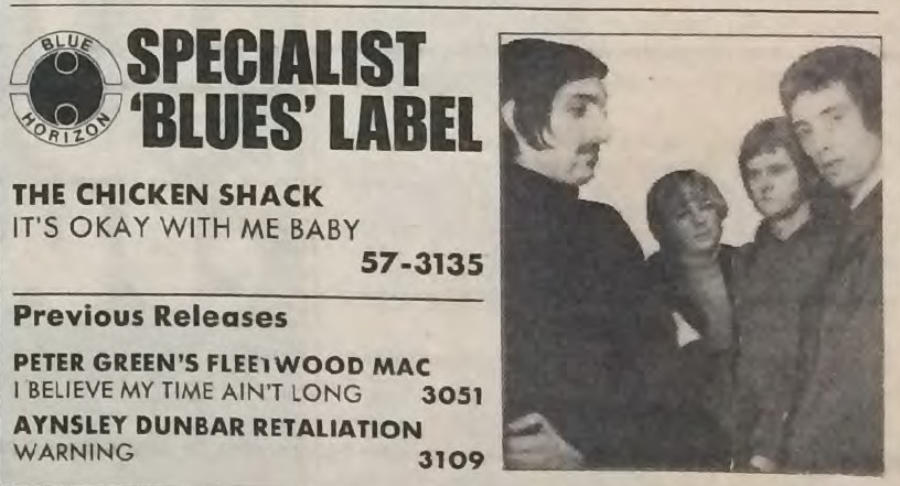 BLUE
HORIZON
SPECIALIST
'BLUES' LABEL
THE CHICKEN SHACK
IT'S OKAY WITH ME BABY
57-3135
Previous Releases
PETER GREEN'S FLEETWOOD MAC
I BELIEVE MY TIME AIN'T LONG 3051
AYNSLEY DUNBAR RETALIATION
WARNING 3109